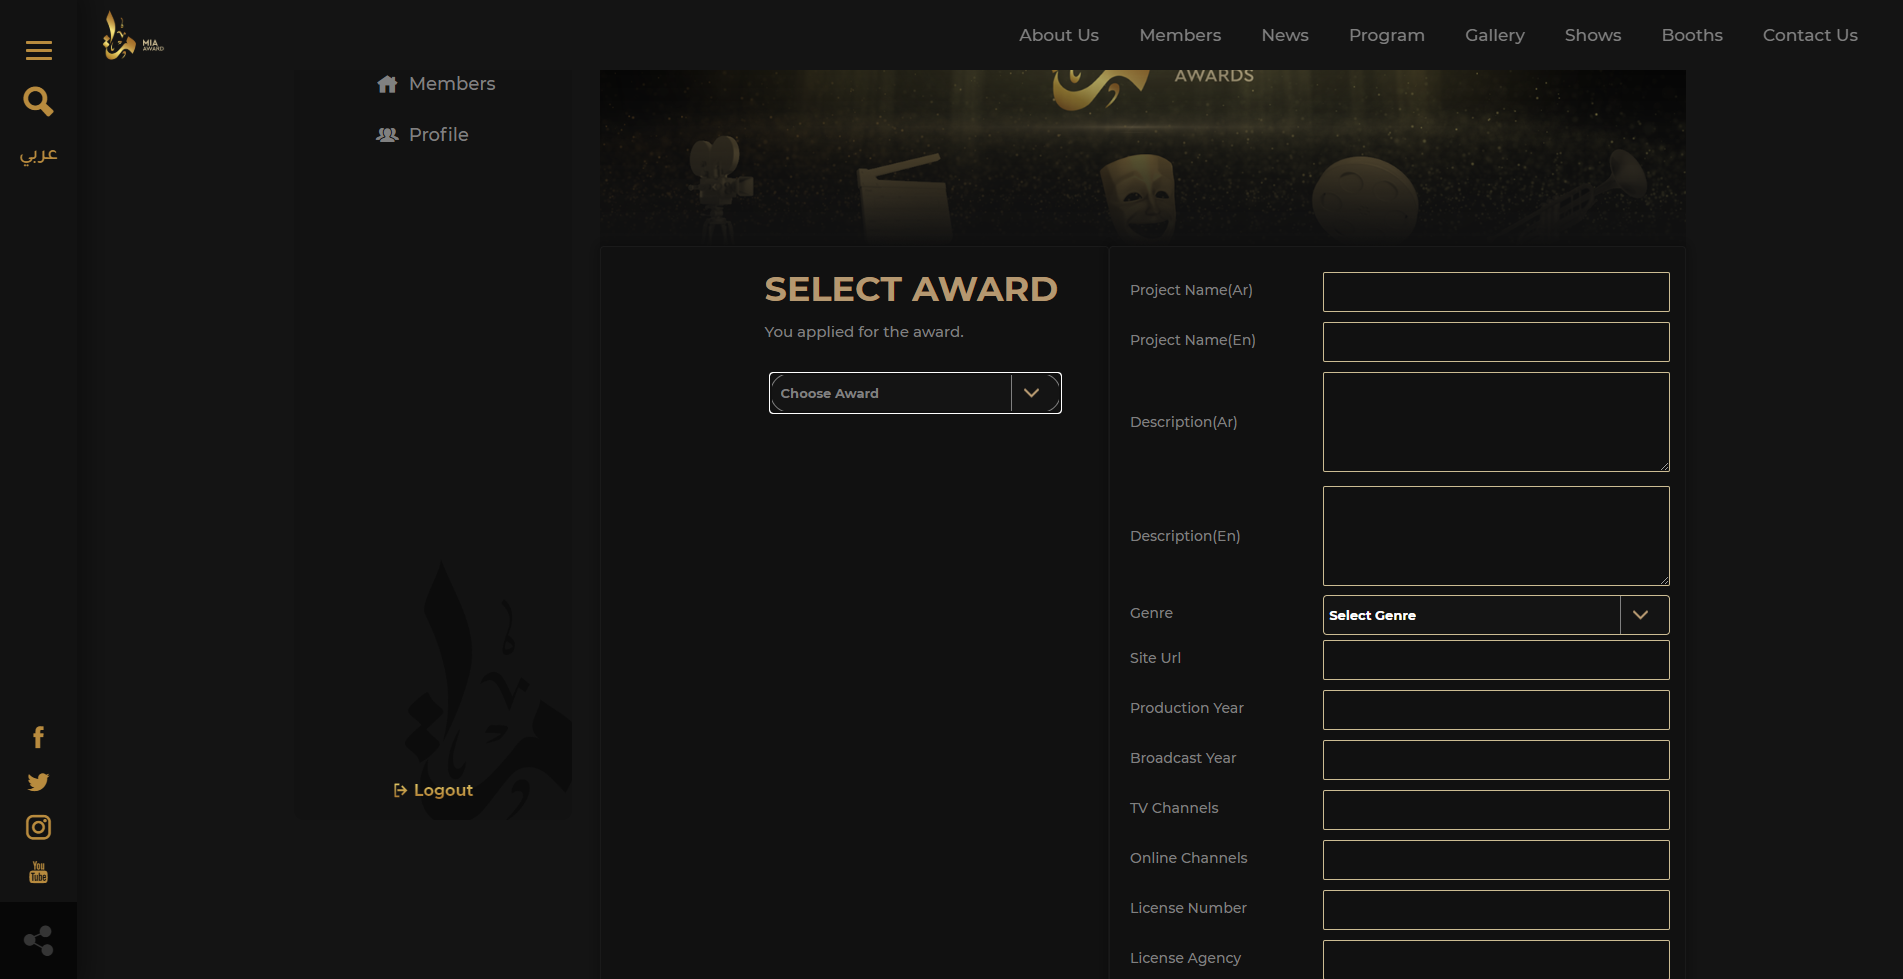 MIA
AWARD
About Us
Members
News
Program
Gallery
Shows
Booths
Contact Us
عربي
Members
Profile
AWARDS
SELECT AWARD
You applied for the award.
Choose Award
Project Name(Ar)
Project Name(En)
Description(Ar)
Description(En)
Genre
Select Genre
Site Url
Production Year
Broadcast Year
TV Channels
Online Channels
License Number
License Agency
Logout
You
Tube